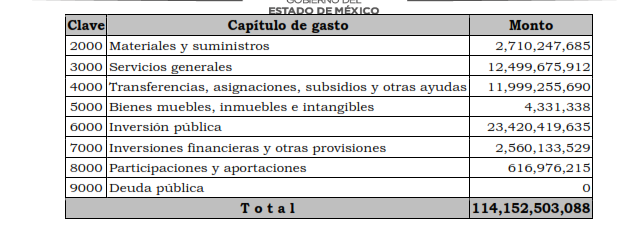 GOBIERNO DEL
ESTADO DE MÉXICO
Clave Capítulo de gasto Monto
2000 Materiales y suministros 2,710,247,685
3000 Servicios generales 12,499,675,912
4000 Transferencias, asignaciones, subsidios y otras ayudas 11,999,255,690
5000 Bienes muebles, inmuebles e intangibles 4,331,338
6000 Inversión pública 23,420,419,635
7000 Inversiones financieras y otras provisiones 2,560,133,529
8000 Participaciones y aportaciones 616,976,215
9000 Deuda pública 0
Total 114,152,503,088